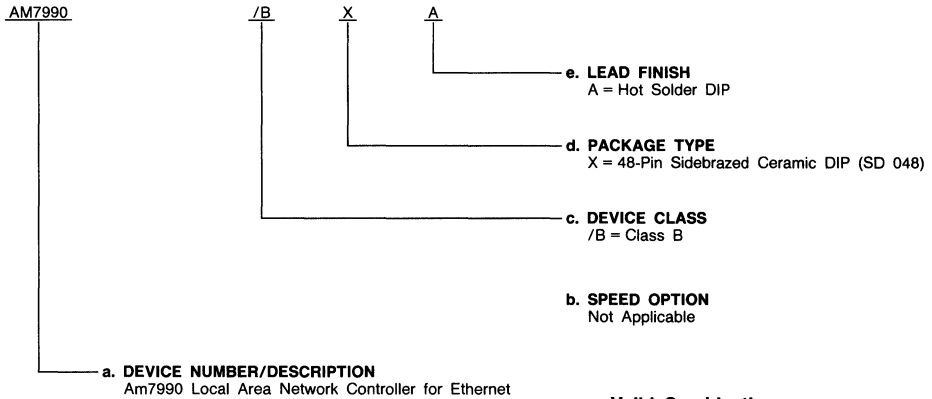 AM7990 /B X A
e. LEAD FINISH
A = Hot Solder DIP
d. PACKAGE TYPE
X = 48-Pin Sidebrazed Ceramic DIP (SD 048)
c. DEVICE CLASS
/B = Class B
b. SPEED OPTION
Not Applicable
a. DEVICE NUMBER/DESCRIPTION
Am7990 Local Area Network Controller for Ethernet